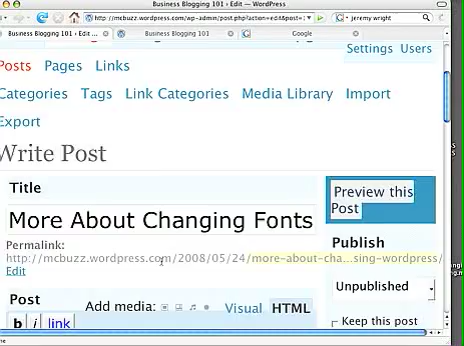 Business Blogging 101 › Edit — WordPress
http://mcbuzz.wordpress.com/wp-admin/post.php?action=edit&post=
jeremy wright
Business Blogging 101 › Edit ...
Business Blogging 101
Google
Settings Users
Posts Pages Links
Categories Tags Link Categories Media Library Import
Export
Write Post
Title
Preview this
Post
More About Changing Fonts
Permalink:
http://mcbuzz.wordpress.com/2008/05/24/more-about-cha...sing-wordpress/
Edit
Publish
Unpublished
Post
Add media:
Visual HTML
b i link
Keep this post